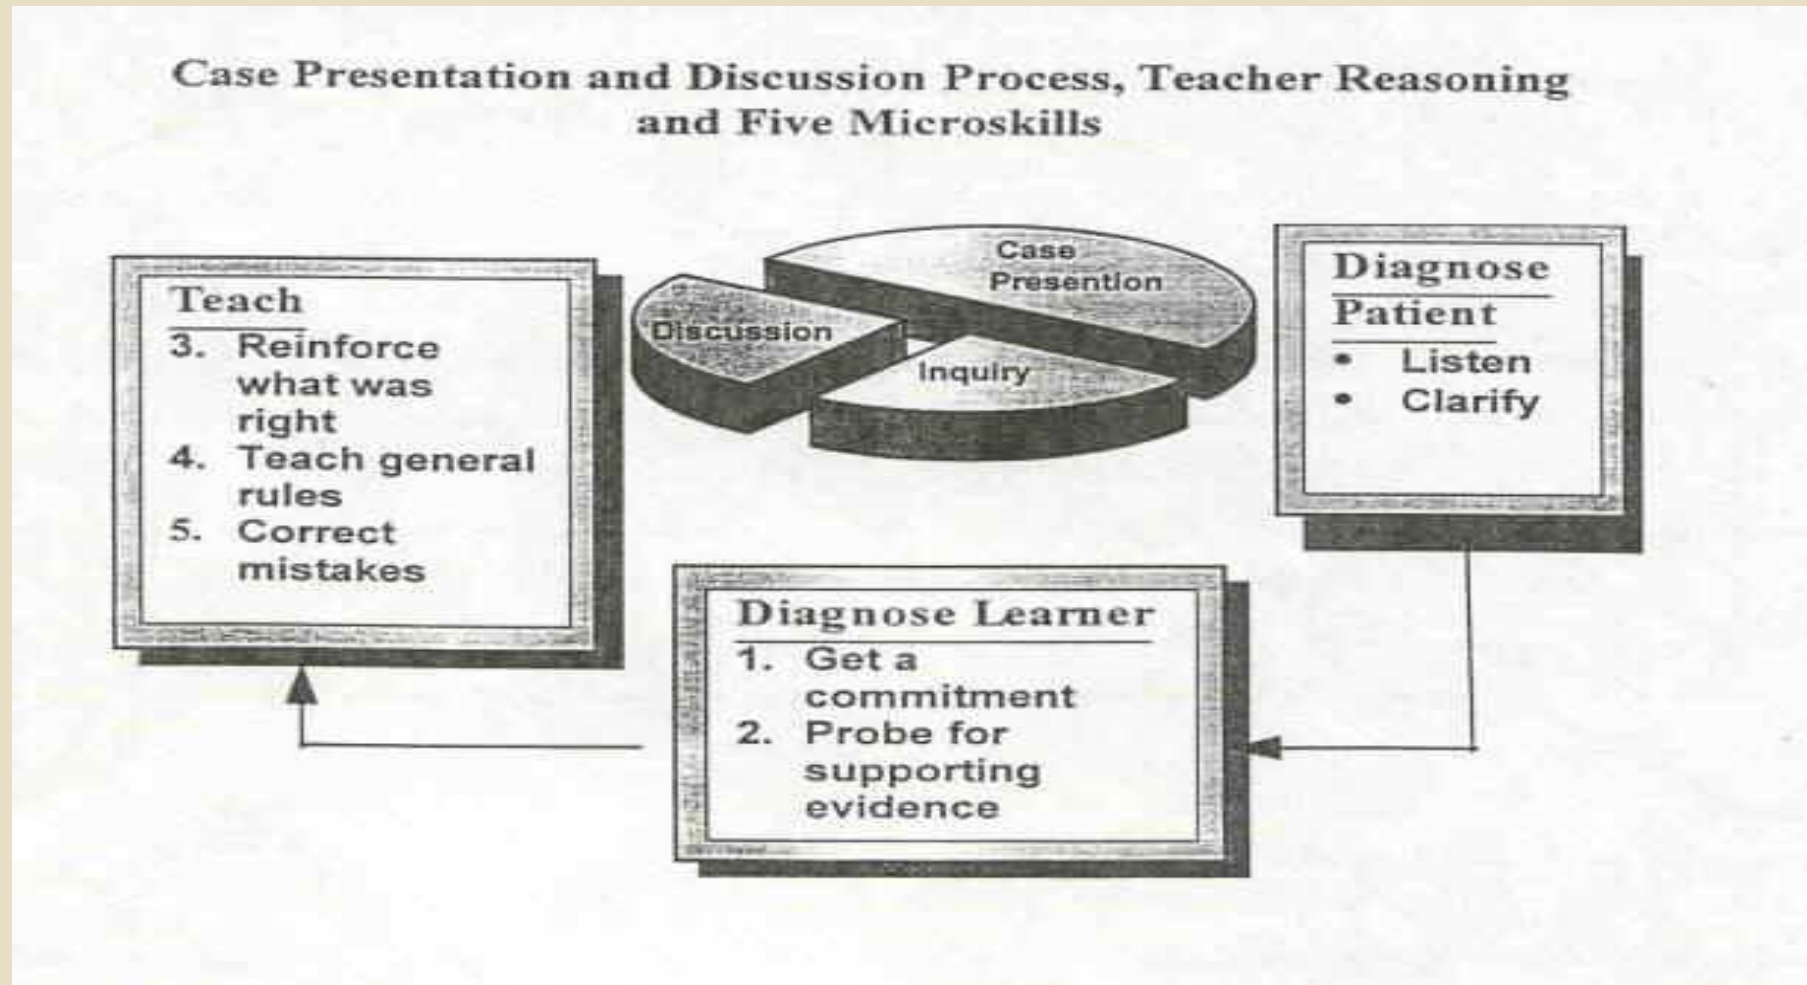 Case Presentation and Discussion Process, Teacher Reasoning
and Five Microskills
Case
Presention
Discussion
Inquiry
Teach
3. Reinforce
what was
right
4. Teach general
rules
5. Correct
mistakes
Diagnose
Patient
• Listen
• Clarify
Diagnose Learner
1. Get a
commitment
2. Probe for
supporting
evidence